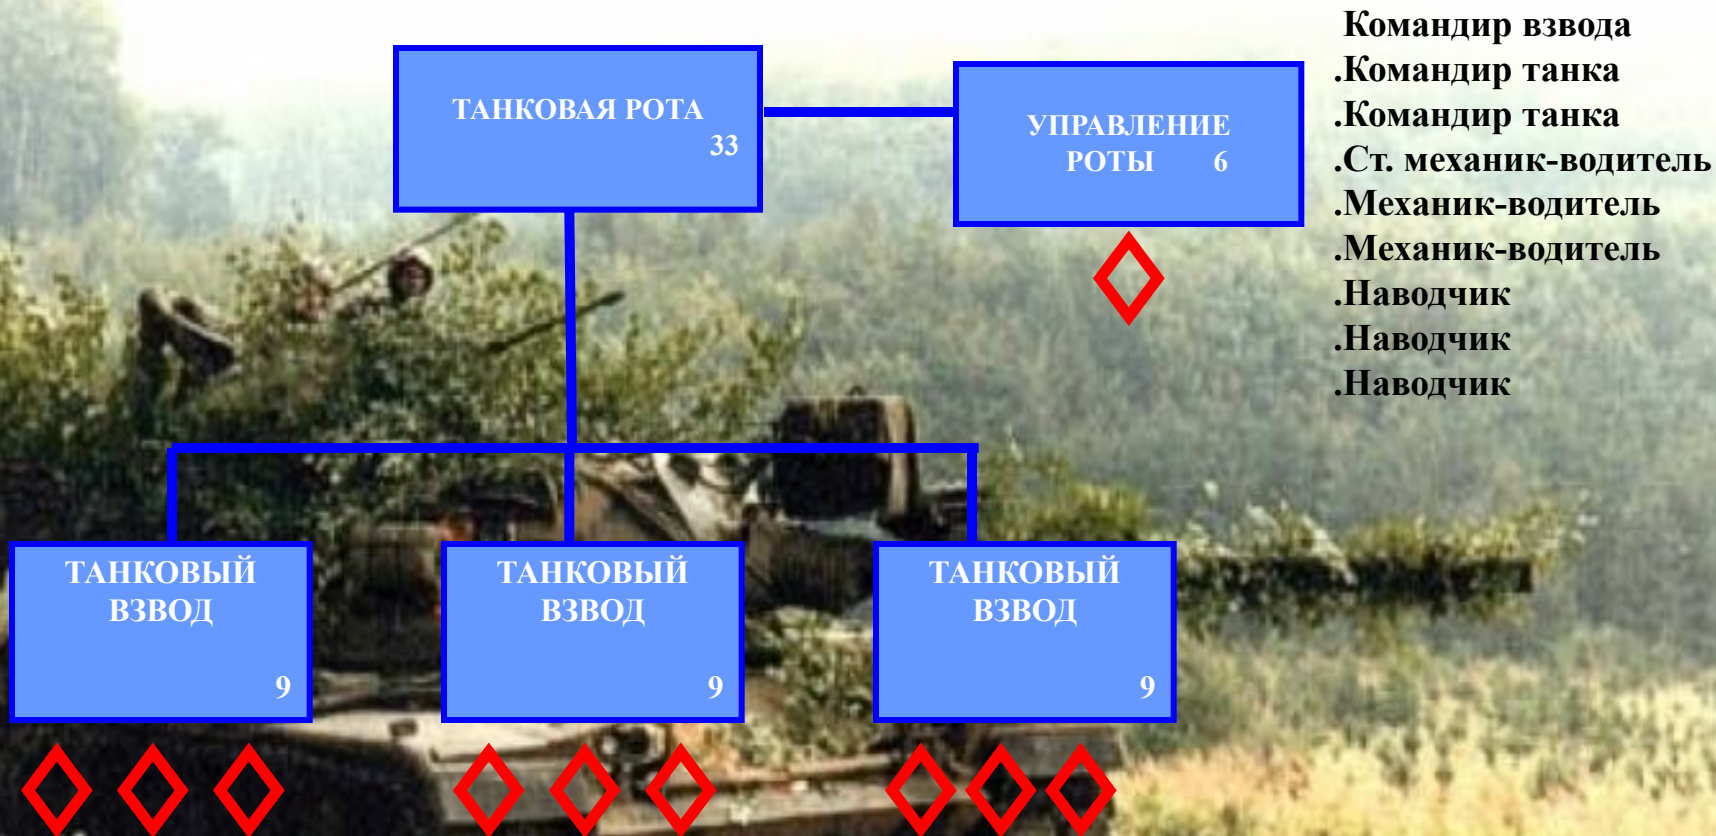 ТАНКОВАЯ РОТА
33
УПРАВЛЕНИЕ
РОТЫ 6
Командир взвода
.Командир танка
.Командир танка
.Ст. механик-водитель
.Механик-водитель
.Механик-водитель
.Наводчик
.Наводчик
.Наводчик
ТАНКОВЫЙ
ВЗВОД
9
ТАНКОВЫЙ
ВЗВОД
9
ТАНКОВЫЙ
ВЗВОД
9